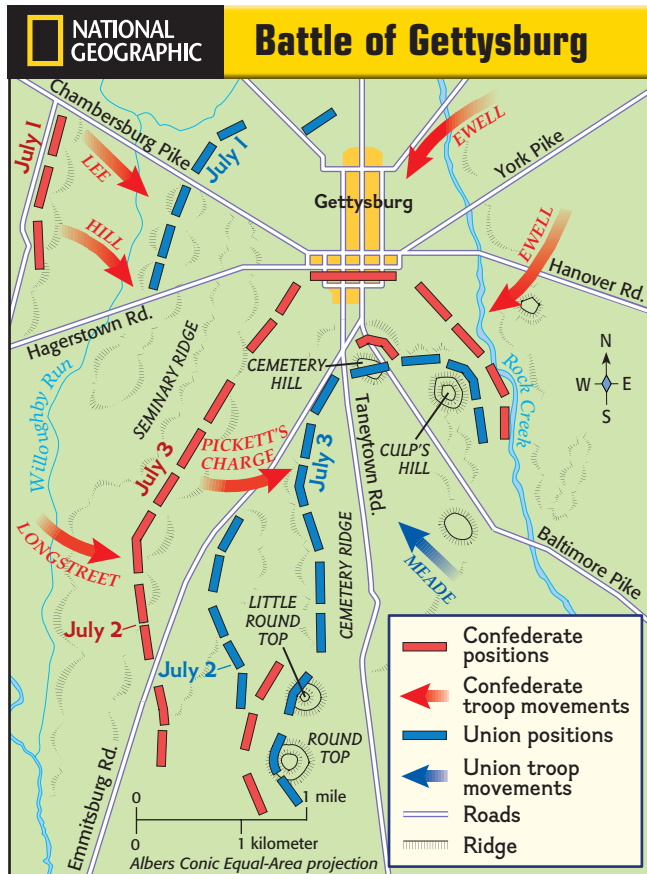 NATIONAL
GEOGRAPHIC
Battle of Gettysburg
Chambersburg Pike
July 1
LEE
July 1
EWELL
York Pike
Gettysburg
HILL
EWELL
Hanover Rd.
Hagerstown Rd.
SEMINARY RIDGE
CEMETERY
HILL
Rock Creek
N
W E
S
Willoughby Run
July 3
PICKETT'S
CHARGE
July 3
Taneytown Rd.
CULP'S
HILL
LONGSTREET
Baltimore Pike
MEADE
CEMETERY RIDGE
LITTLE
ROUND
TOP
July 2
July 2
ROUND
TOP
Emmitsburg Rd.
0 1 mile
0 1 kilometer
Albers Conic Equal-Area projection
Confederate
positions
Confederate
troop movements
Union positions
Union troop
movements
Roads
Ridge